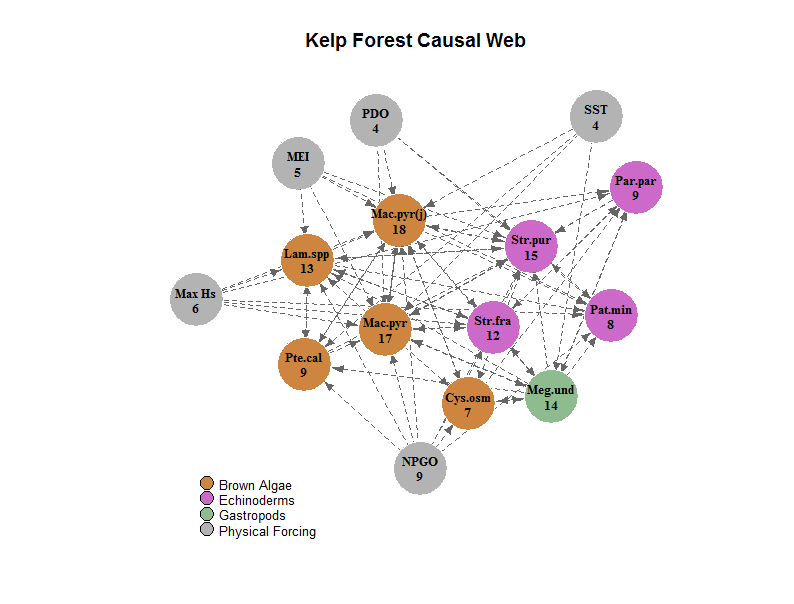 Kelp Forest Causal Web
PDO
4
SST
4
MEI
5
Par.par
9
Mac.pyr(j)
18
Str.pur
15
Lam.spp
13
Max Hs
6
Pat.min
8
Mac.pyr
17
Str.fra
12
Pte.cal
9
Cys.osm
7
Meg.und
14
NPGO
9
Brown Algae
Echinoderms
Gastropods
Physical Forcing